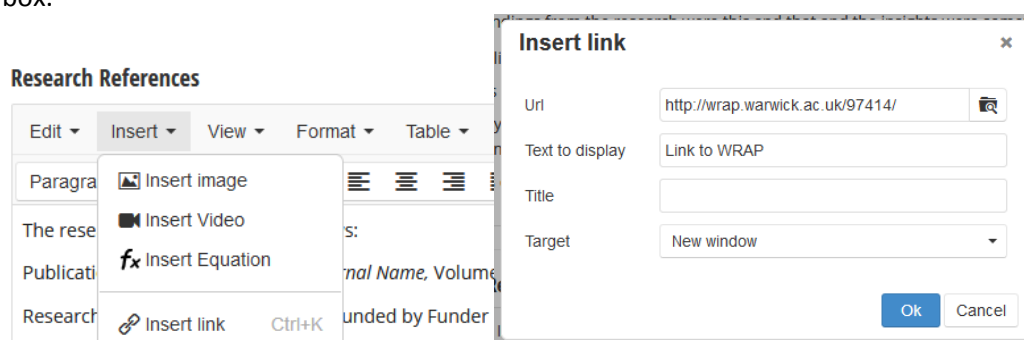 box.
Research References
Edit Insert View Format Table
Paragra
Insert image
Insert Video
fx Insert Equation
Insert link Ctrl+K
The rese
rs:
Publicati
rnal Name, Volume
Research
unded by Funder
Insert link ×
Url http://wrap.warwick.ac.uk/97414/
Text to display Link to WRAP
Title
Target New window
Ok Cancel